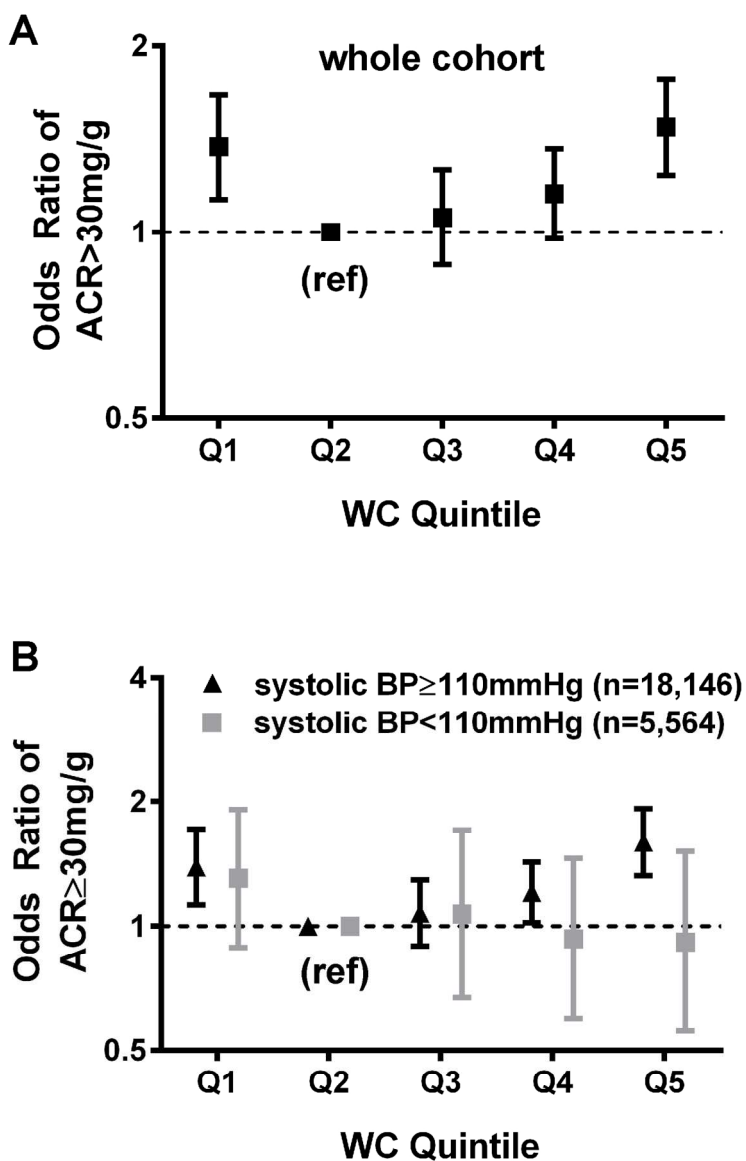 A
whole cohort
Odds Ratio of
ACR>30mg/g
2
1
0.5
(ref)
Q1 Q2 Q3 Q4 Q5
WC Quintile
B
systolic BP≥110mmHg (n=18,146)
systolic BP<110mmHg (n=5,564)
Odds Ratio of
ACR≥30mg/g
4
2
1
0.5
(ref)
Q1 Q2 Q3 Q4 Q5
WC Quintile